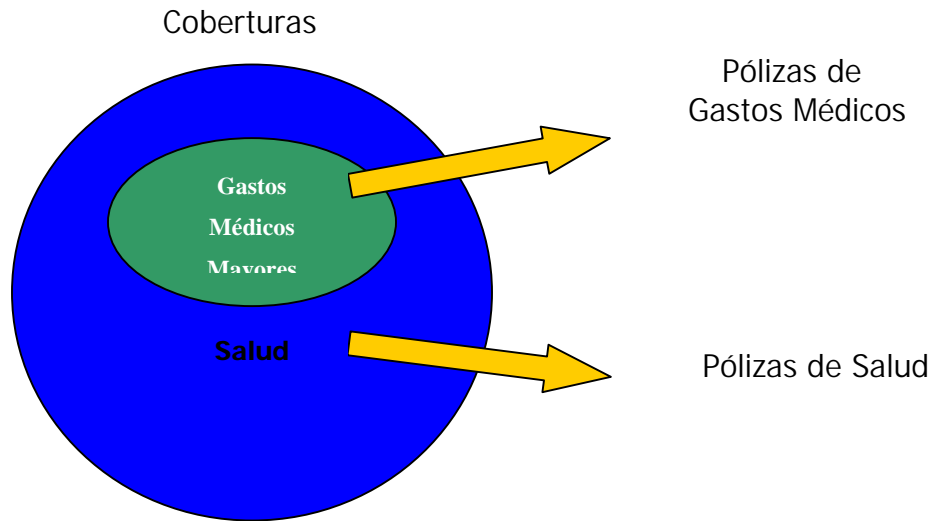 Coberturas
Pólizas de
Gastos Médicos
Gastos
Médicos
Mayores
Salud
Pólizas de Salud